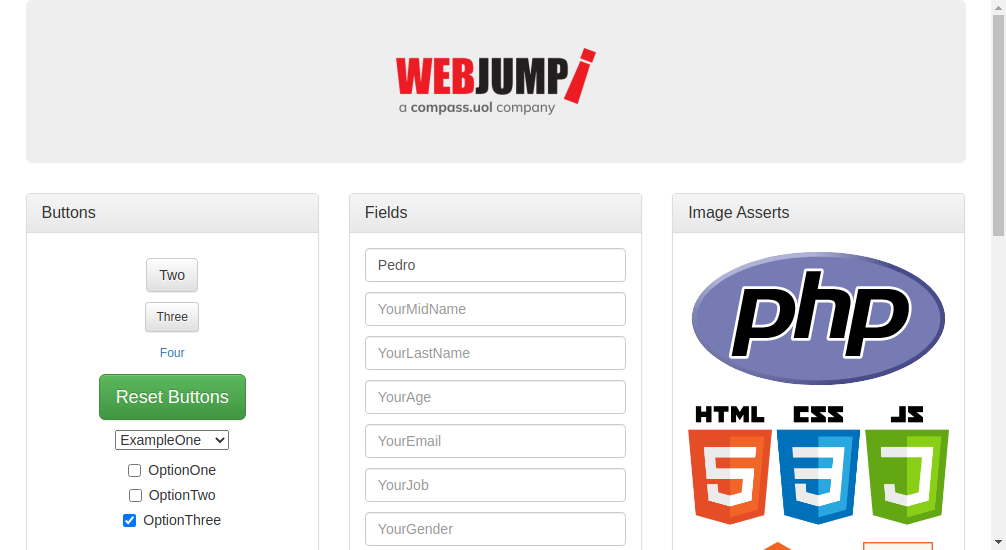 WEBJUMP!
a compass.uol company
Buttons
Two
Three
Four
Reset Buttons
ExampleOne
OptionOne
OptionTwo
OptionThree
Fields
Pedro
YourMidName
YourLastName
YourAge
YourEmail
YourJob
YourGender
Image Asserts
php
HTML CSS JS
5 3 J